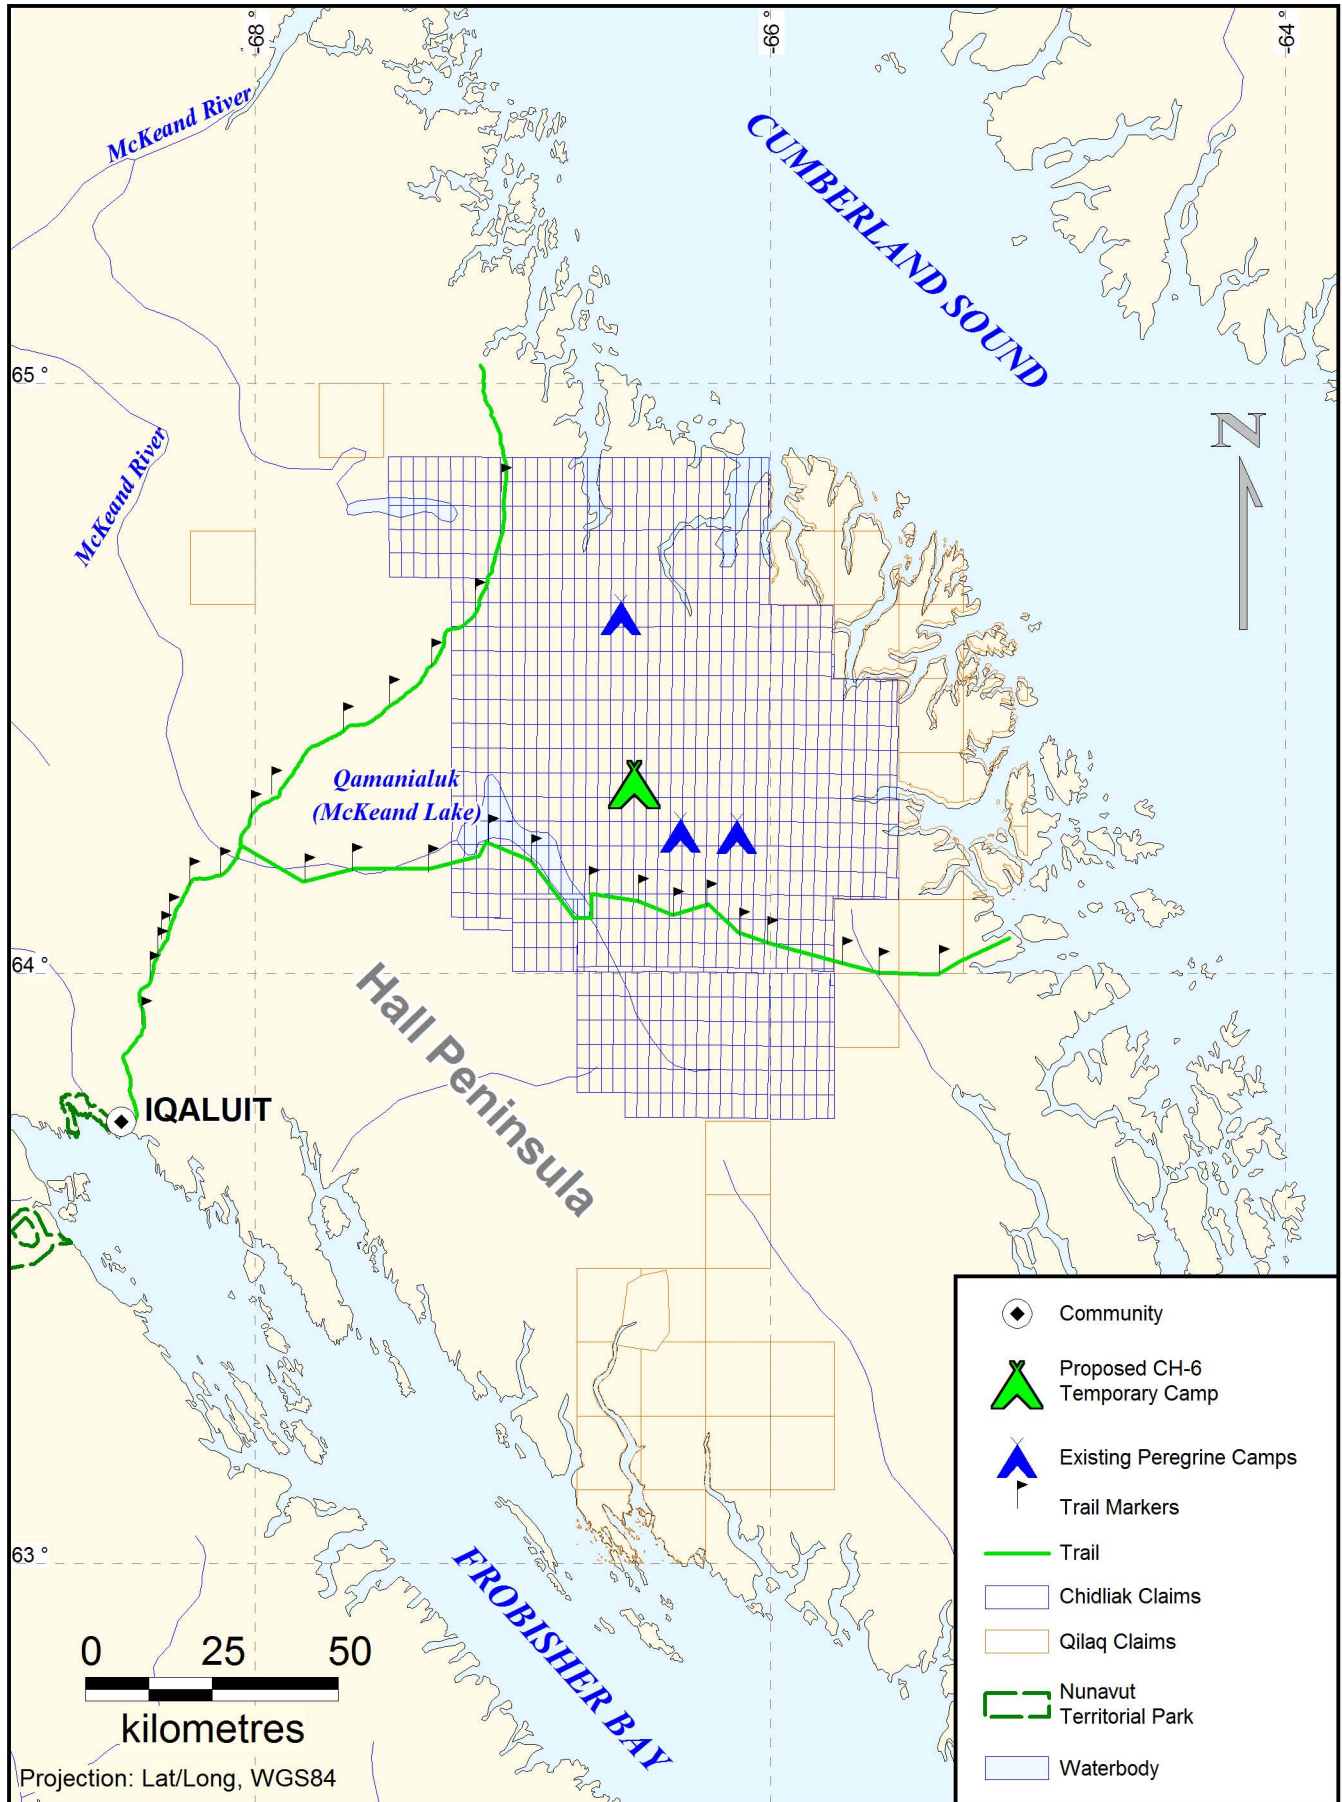 -68 °
-66 °
-64 °
McKeand River
CUMBERLAND SOUND
65 °
N
McKeand River
Qamanialuk
(McKeand Lake)
64 °
Hall Peninsula
IQALUIT
63 °
FROBISHER BAY
0 25 50
kilometres
Projection: Lat/Long, WGS84
Community
Proposed CH-6
Temporary Camp
Existing Peregrine Camps
Trail Markers
Trail
Chidliak Claims
Qilaq Claims
Nunavut
Territorial Park
Waterbody